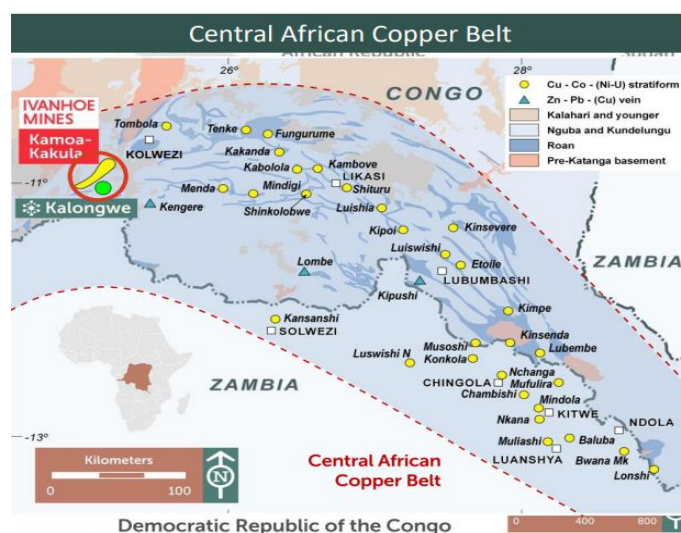 Central African Copper Belt
African Republic
26°
28°
CONGO
Cu - Co - (Ni-U) stratiform
Zn - Pb - (Cu) vein
Kalahari and younger
Nguba and Kundelungu
Roan
Pre-Katanga basement
IVANHOE
MINES
Kamoa-
Kakula
Tombola
KOLWEZI
Tenke
Fungurume
Kakanda
Kabolola
Kambove
LIKASI
Shituru
-11°
Menda
Mindigi
Shinkolobwe
Luishia
Kalongwe
Kengere
Kipoi
Kinsevere
Luiswishi
Etoile
LUBUMBASHI
ZAMBIA
Lombe
Kipushi
Kansanshi
SOLWEZI
Kimpe
Musoshi
Kinsenda
Konkola
Lubembe
Luswishi N
ZAMBIA
Nchanga
CHINGOLA
Mufulira
Chambishi
Mindola
KITWE
Nkana
NDOLA
-13°
Muliashi
Baluba
LUANSHYA
Bwana Mk
Lonshi
Kilometers
0
100
N
Central African
Copper Belt
Democratic Republic of the Congo
0
400
800